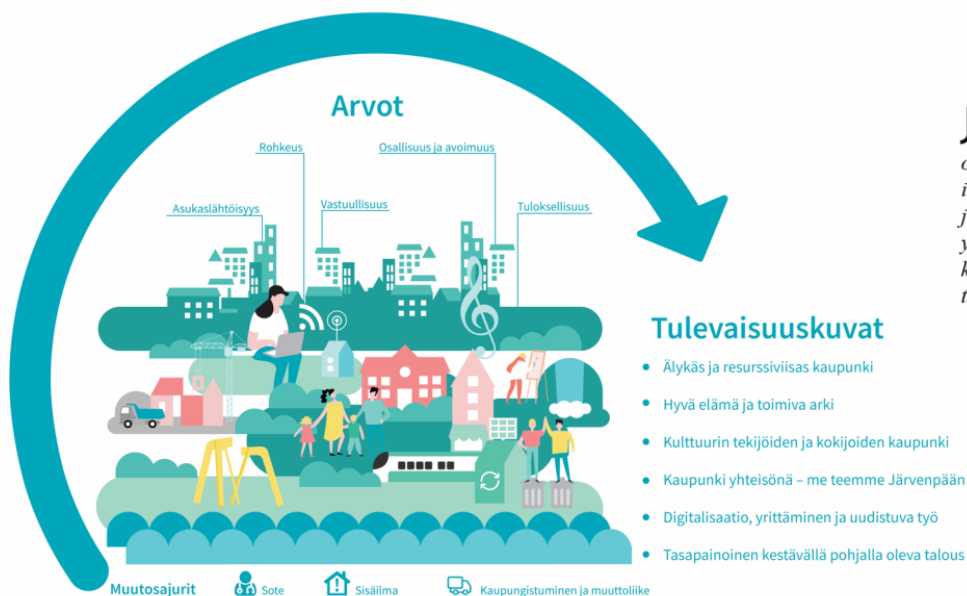 Arvot
Rohkeus
Osallisuus ja avoimuus
Asukaslähtöisyys
Vastuullisuus
Tuloksellisuus
Tulevaisuuskuvat
• Älykäs ja resurssiviisas kaupunki
• Hyvä elämä ja toimiva arki
• Kulttuurin tekijöiden ja kokijoiden kaupunki
• Kaupunki yhteisönä – me teemme Järvenpään
• Digitalisaatio, yrittäminen ja uudistuva työ
• Tasapainoinen kestävällä pohjalla oleva talous
Muutosajurit
Sote
Sisäilma
Kaupungistuminen ja muuttoliike